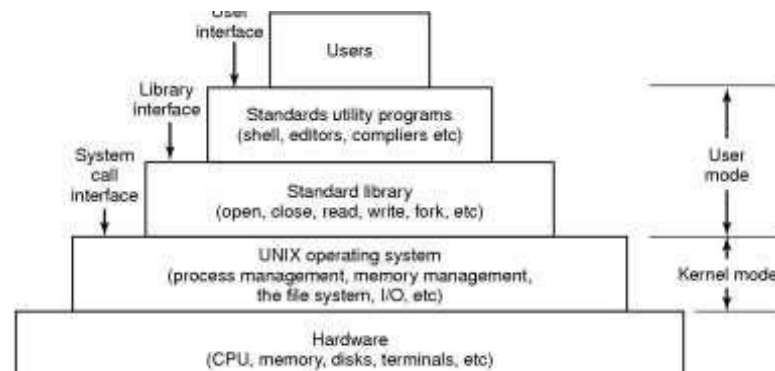 User
interface
Users
Library
interface
Standards utility programs
(shell, editors, compliers etc)
System
call
interface
Standard library
(open, close, read, write, fork, etc)
User
mode
UNIX operating system
(process management, memory management,
the file system, I/O, etc)
Kernel mode
Hardware
(CPU, memory, disks, terminals, etc)